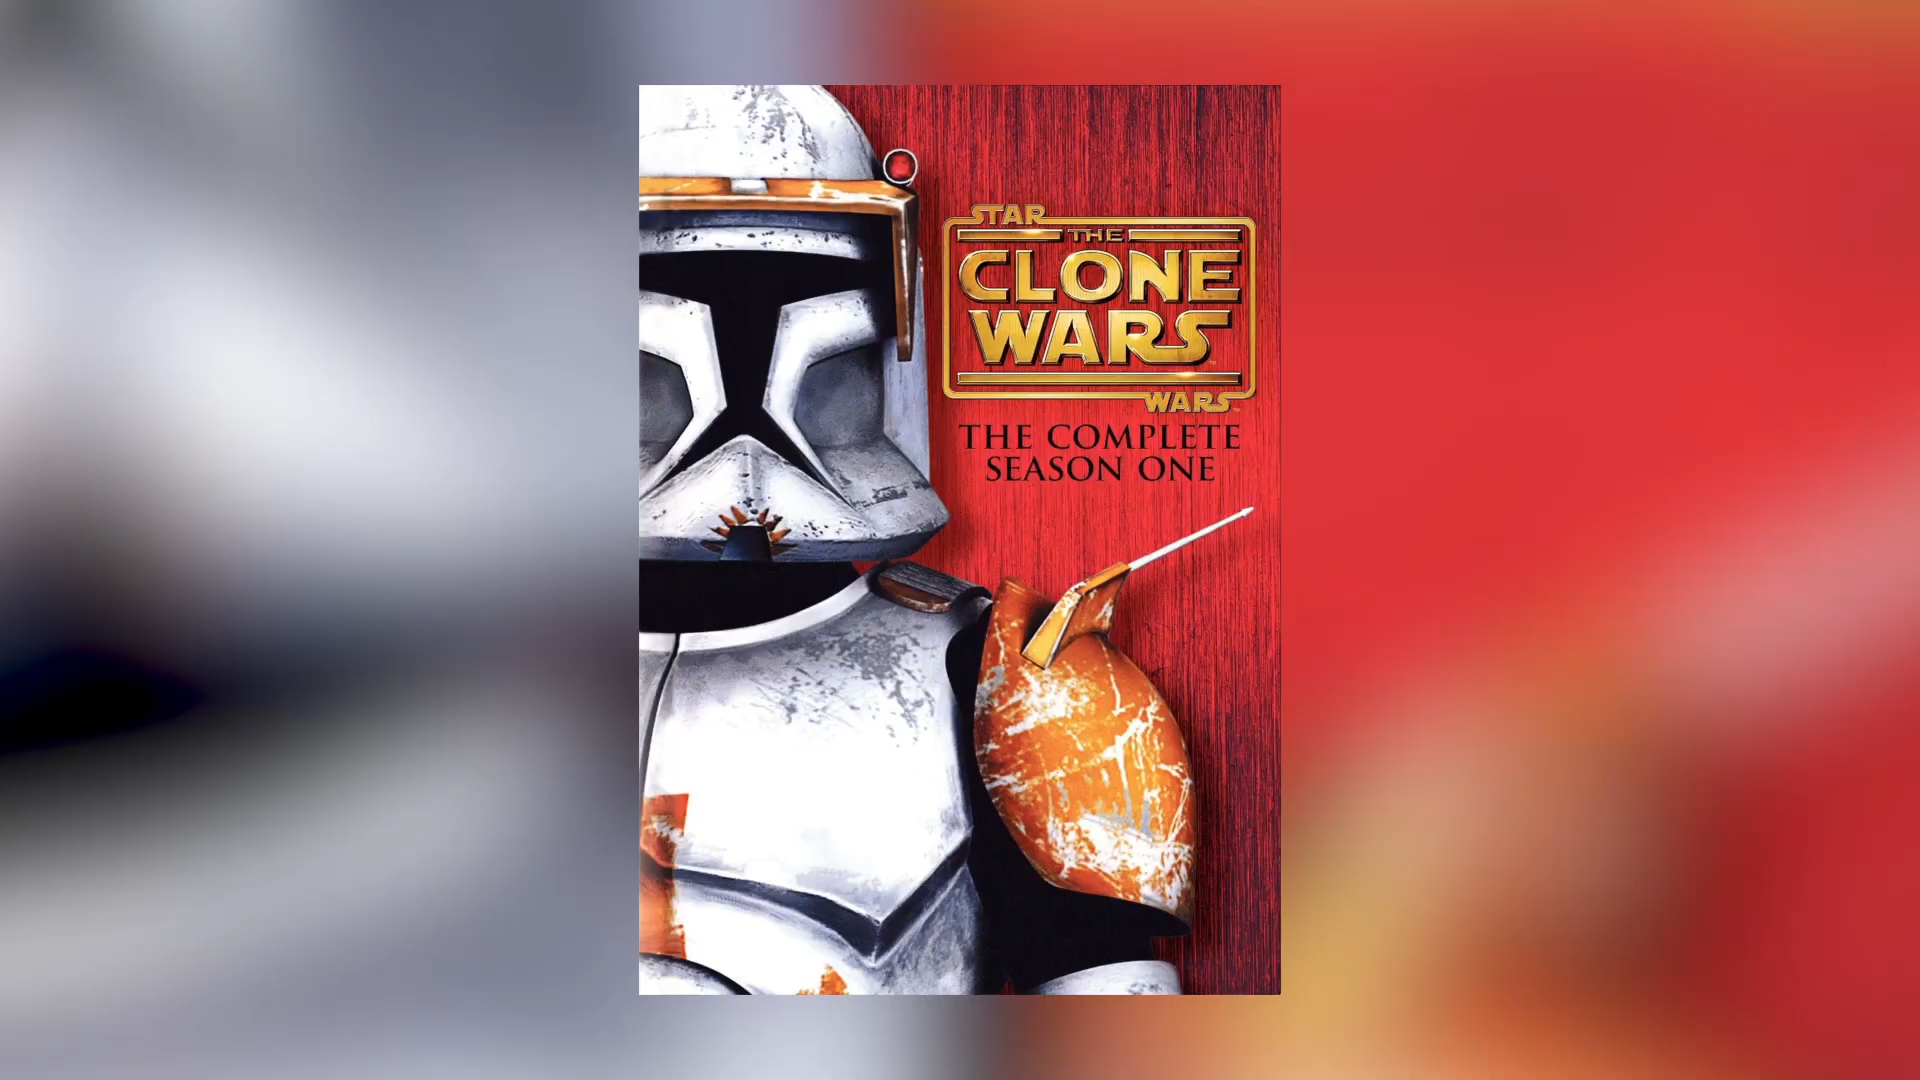 STAR
THE
CLONE
WARS
WARS
THE COMPLETE
SEASON ONE